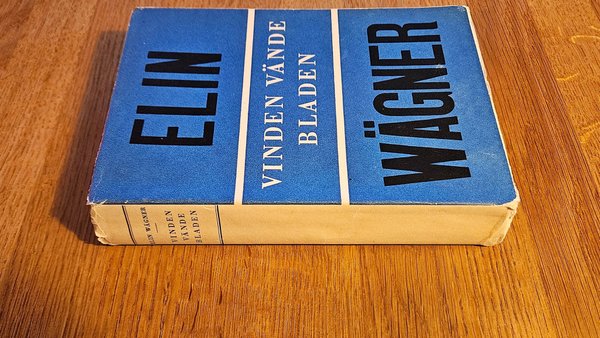 ELIN
VINDEN VÄNDE
BLADEN
WÄGNER
ELIN WÄGNER
VINDEN
VÄNDE
BLADEN